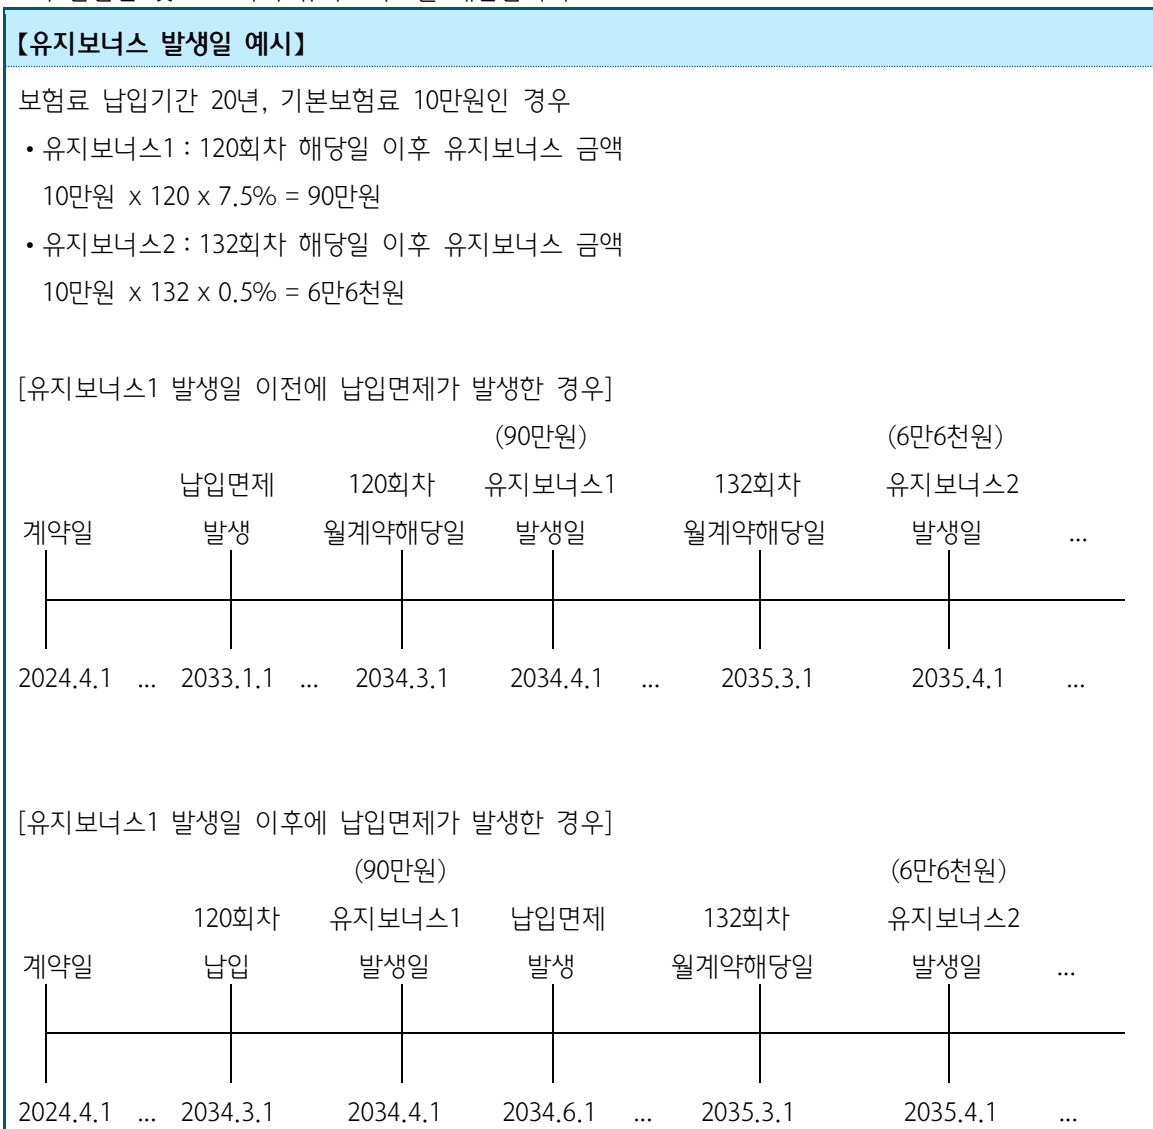 【유지보너스 발생일 예시】
보험료 납입기간 20년, 기본보험료 10만원인 경우
• 유지보너스1 : 120회차 해당일 이후 유지보너스 금액
10만원 x 120 x 7.5% = 90만원
• 유지보너스2 : 132회차 해당일 이후 유지보너스 금액
10만원 x 132 x 0.5% = 6만6천원
[유지보너스1 발생일 이전에 납입면제가 발생한 경우]
(90만원) (6만6천원)
납입면제 120회차 유지보너스1 132회차 유지보너스2
계약일 발생 월계약해당일 발생일 월계약해당일 발생일 ...
2024.4.1 ... 2033.1.1 ... 2034.3.1 2034.4.1 ... 2035.3.1 2035.4.1 ...
[유지보너스1 발생일 이후에 납입면제가 발생한 경우]
(90만원) (6만6천원)
120회차 유지보너스1 납입면제 132회차 유지보너스2
계약일 납입 발생일 발생 월계약해당일 발생일 ...
2024.4.1 ... 2034.3.1 2034.4.1 2034.6.1 ... 2035.3.1 2035.4.1 ...